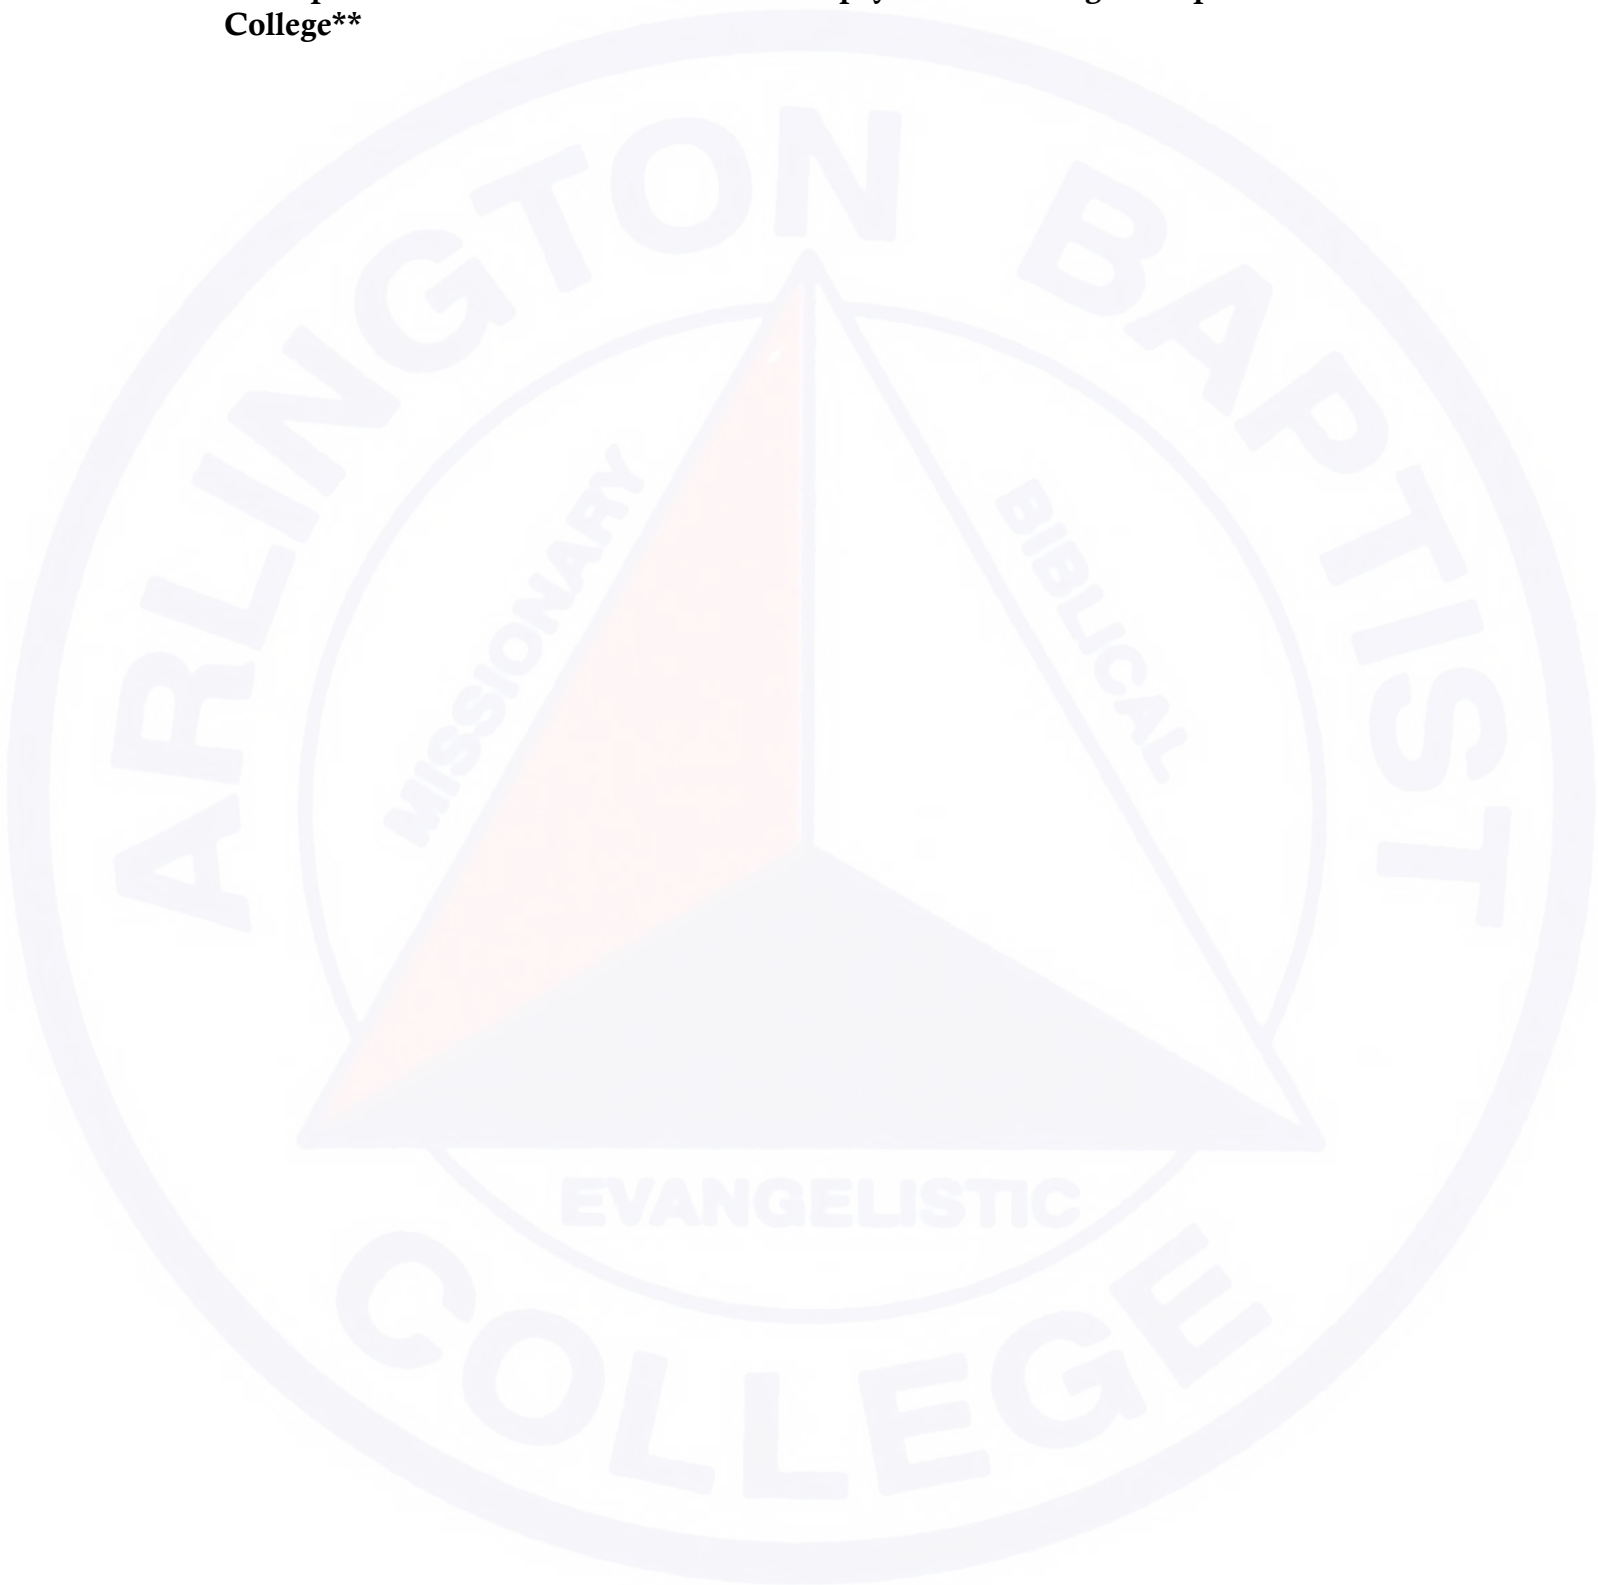 College**
ARLINGTON BAPTIST
MISSIONARY
BIBLICAL
EVANGELISTIC
COLLEGE